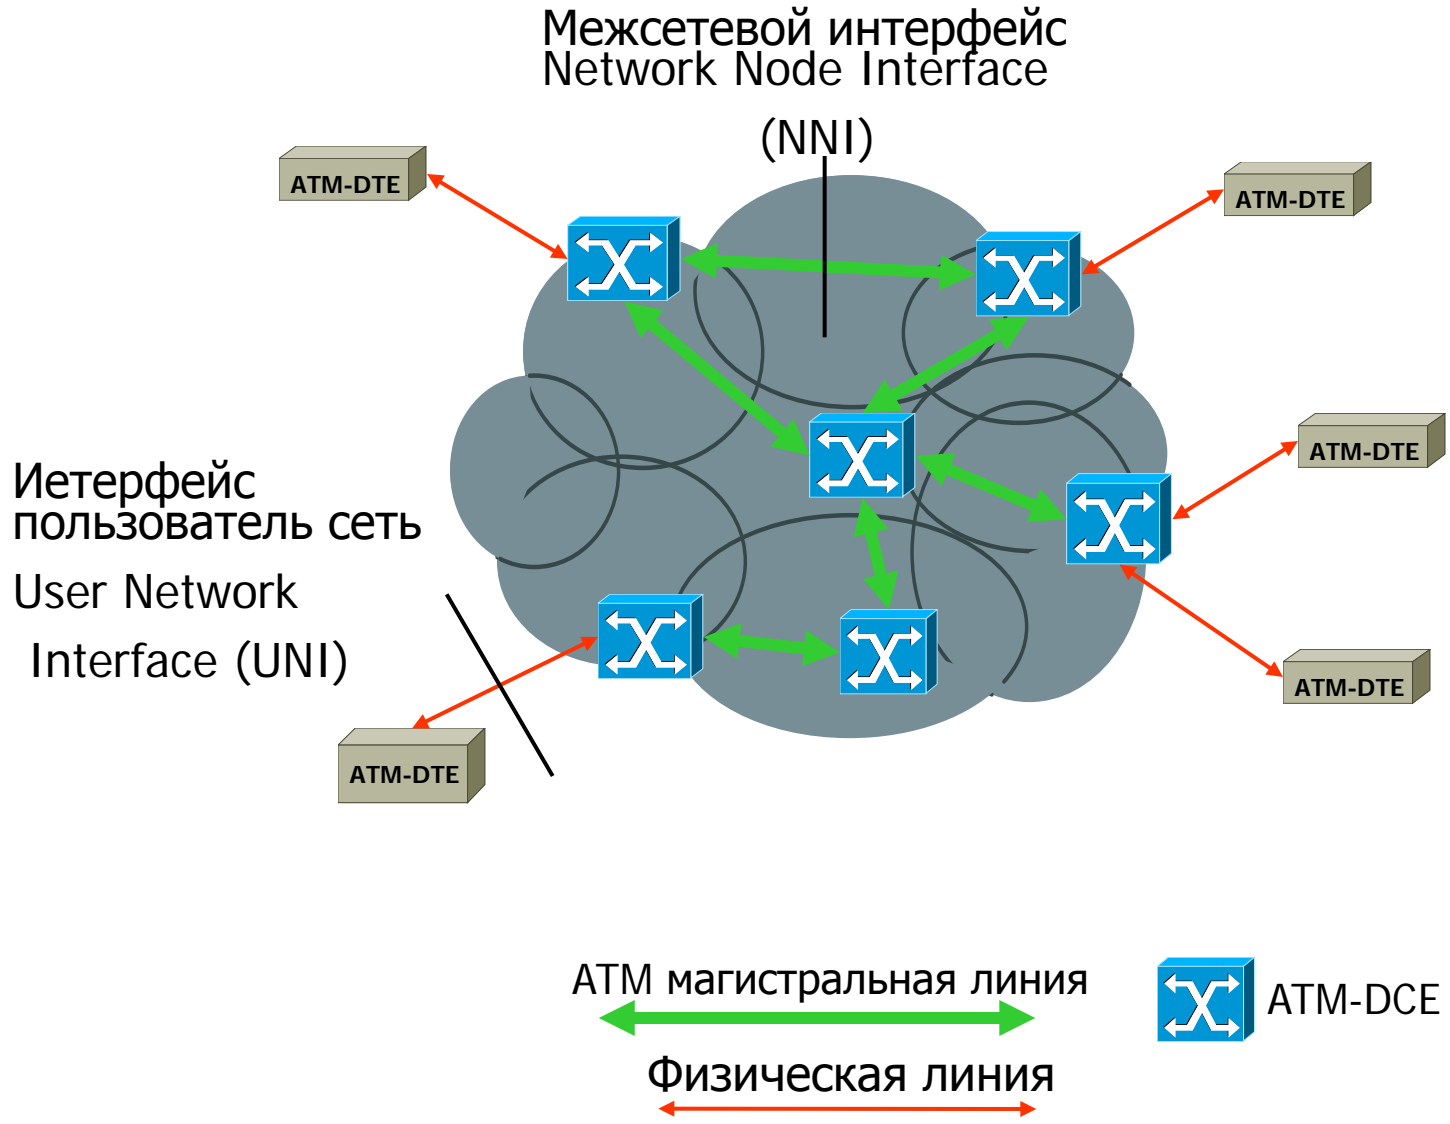 Межсетевой интерфейс
Network Node Interface
(NNI)
ATM-DTE
ATM-DTE
ATM-DTE
Иетерфейс
пользователь сеть
User Network
Interface (UNI)
ATM-DTE
ATM-DTE
ATM магистральная линия
ATM-DCE
Физическая линия